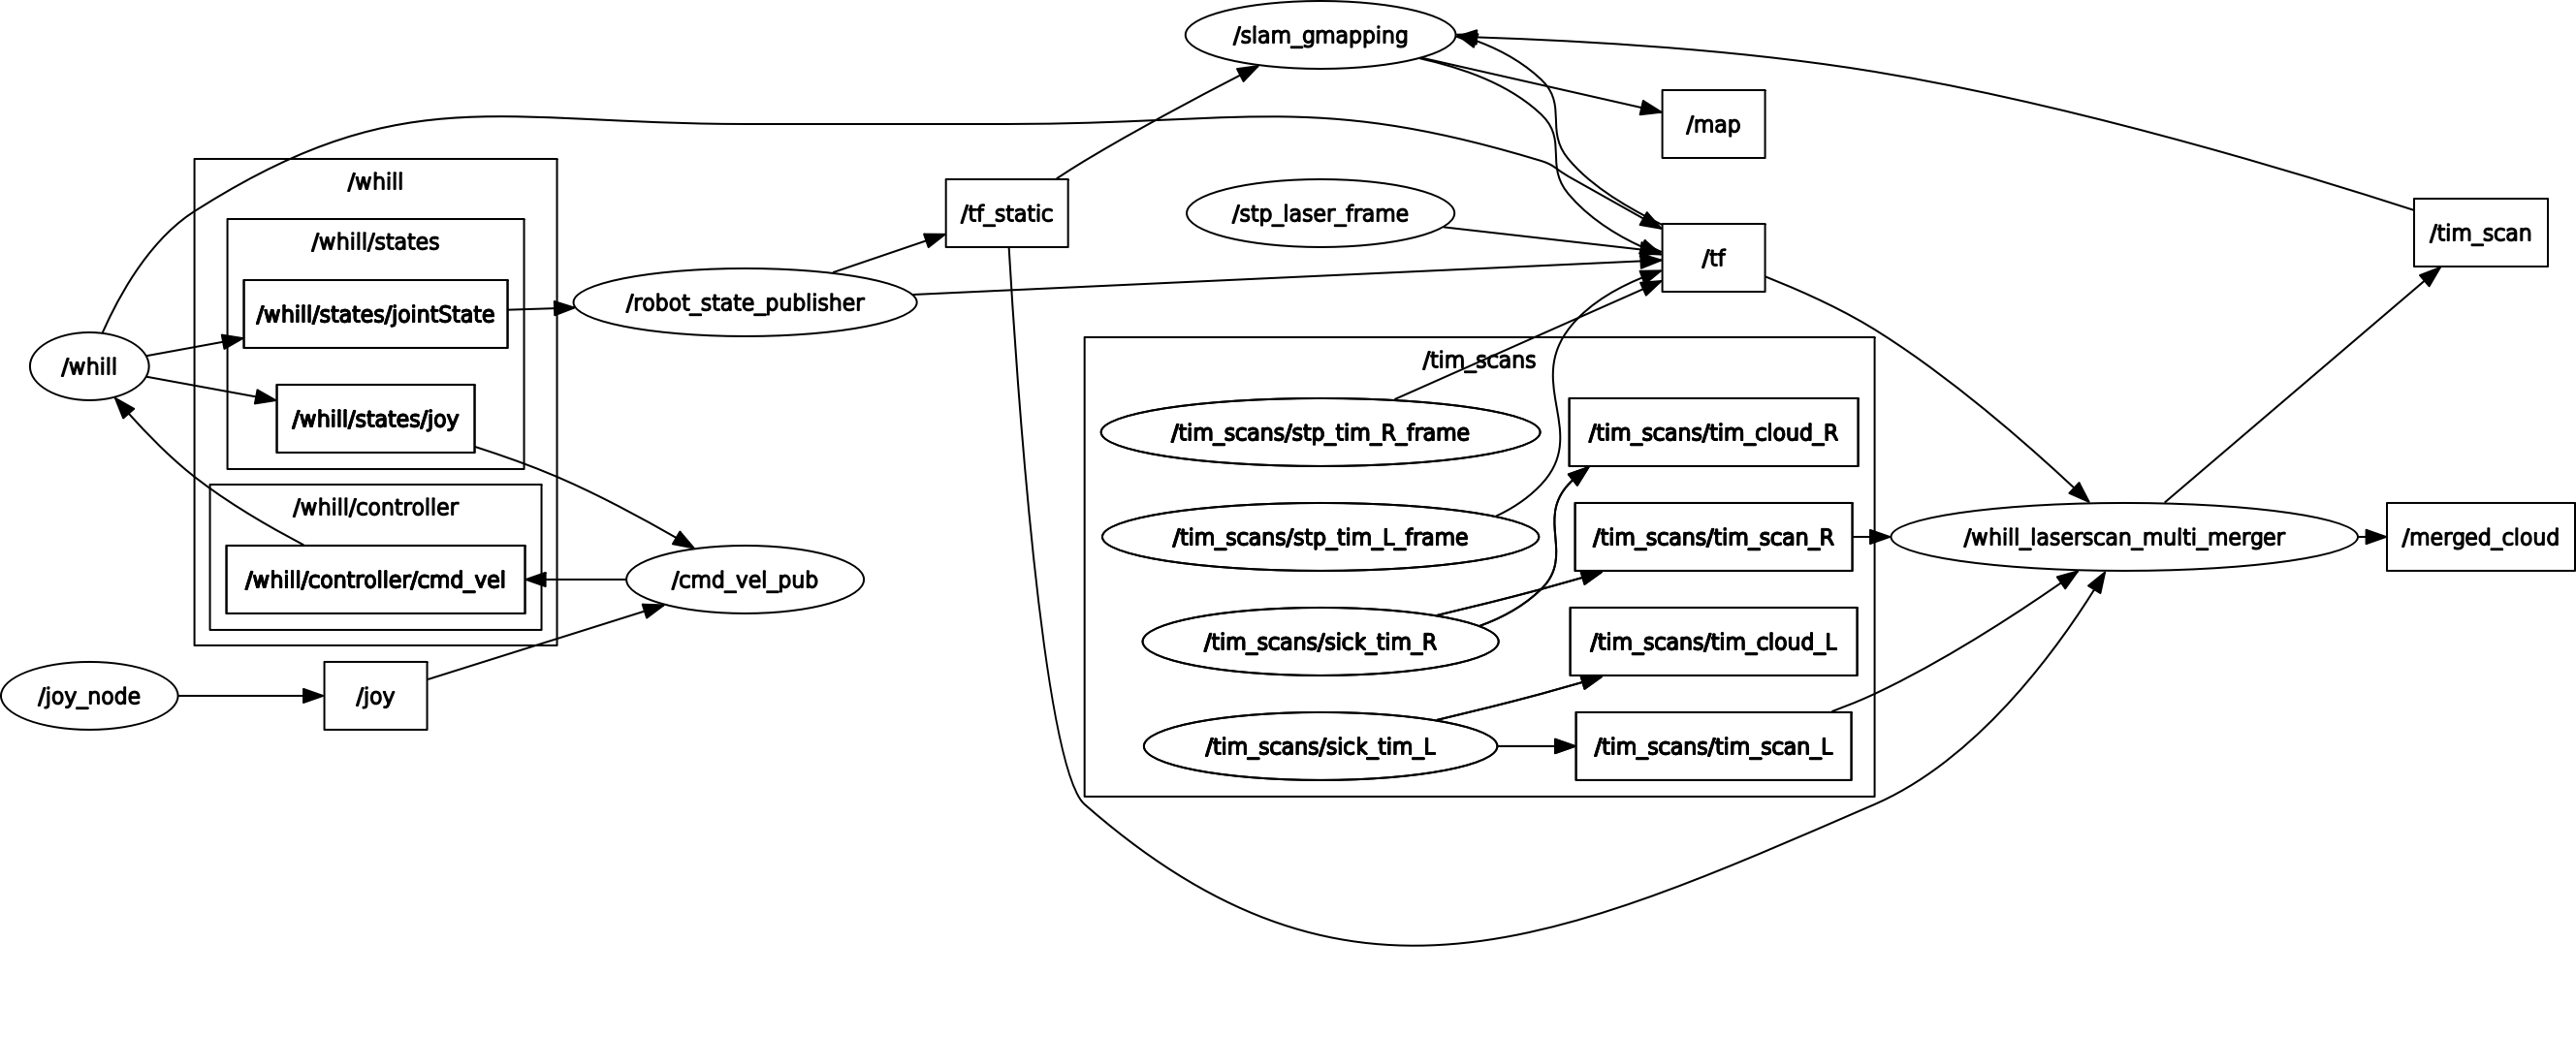 /slam_gmapping
/map
/whill
/tf_static
/stp_laser_frame
/tim_scan
/whill/states
/tf
/robot_state_publisher
/whill/states/jointState
/whill
/tim_scans
/whill/states/joy
/tim_scans/stp_tim_R_frame
/tim_scans/tim_cloud_R
/whill/controller
/tim_scans/stp_tim_L_frame
/tim_scans/tim_scan_R
/whill_laserscan_multi_merger
/merged_cloud
/whill/controller/cmd_vel
/cmd_vel_pub
/tim_scans/sick_tim_R
/tim_scans/tim_cloud_L
/joy_node
/joy
/tim_scans/sick_tim_L
/tim_scans/tim_scan_L